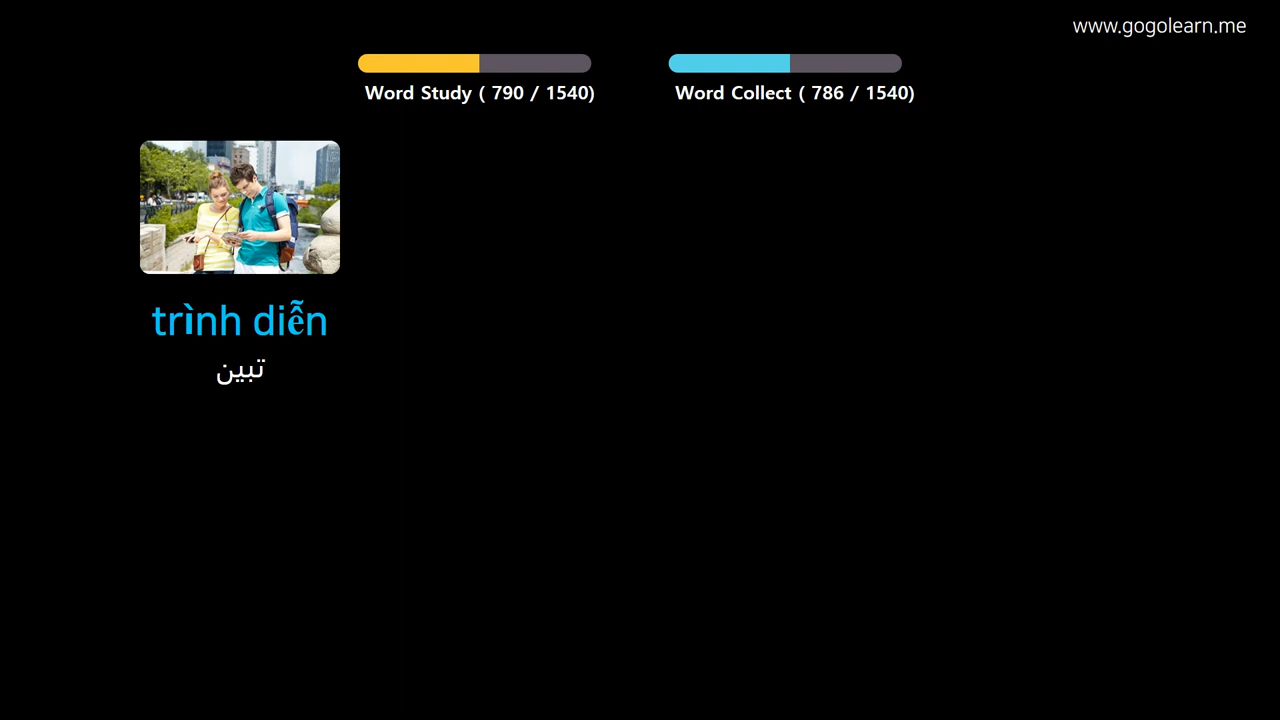 www.gogolearn.me
Word Study ( 790 / 1540)
Word Collect ( 786 / 1540)
trình diễn
تبين